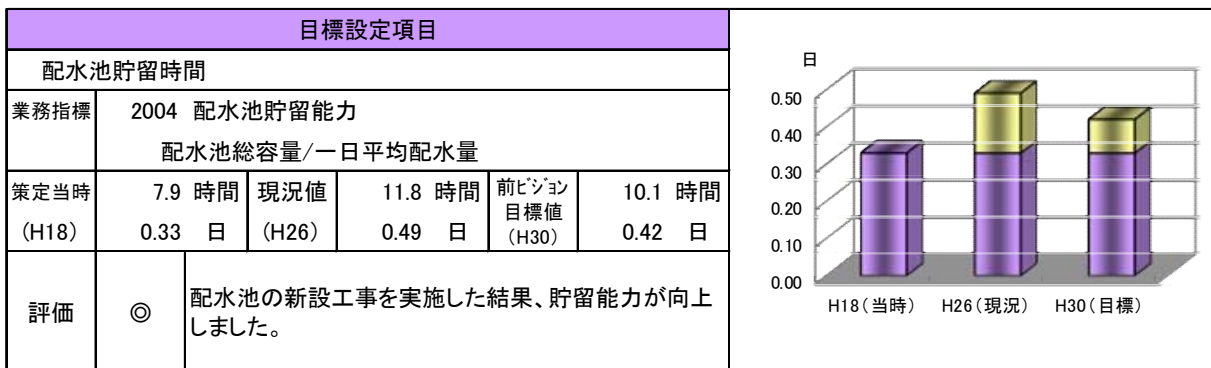 目標設定項目
配水池貯留時間
業務指標 2004 配水池貯留能力
配水池総容量/一日平均配水量
策定当時 7.9 時間 現況値 11.8 時間 前ビジョン 10.1 時間
目標値
(H18) 0.33 日 (H26) 0.49 日 (H30) 0.42 日
評価 ◎ 配水池の新設工事を実施した結果、貯留能力が向上
しました。
日
0.50
0.40
0.30
0.20
0.10
0.00
H18(当時) H26(現況) H30(目標)